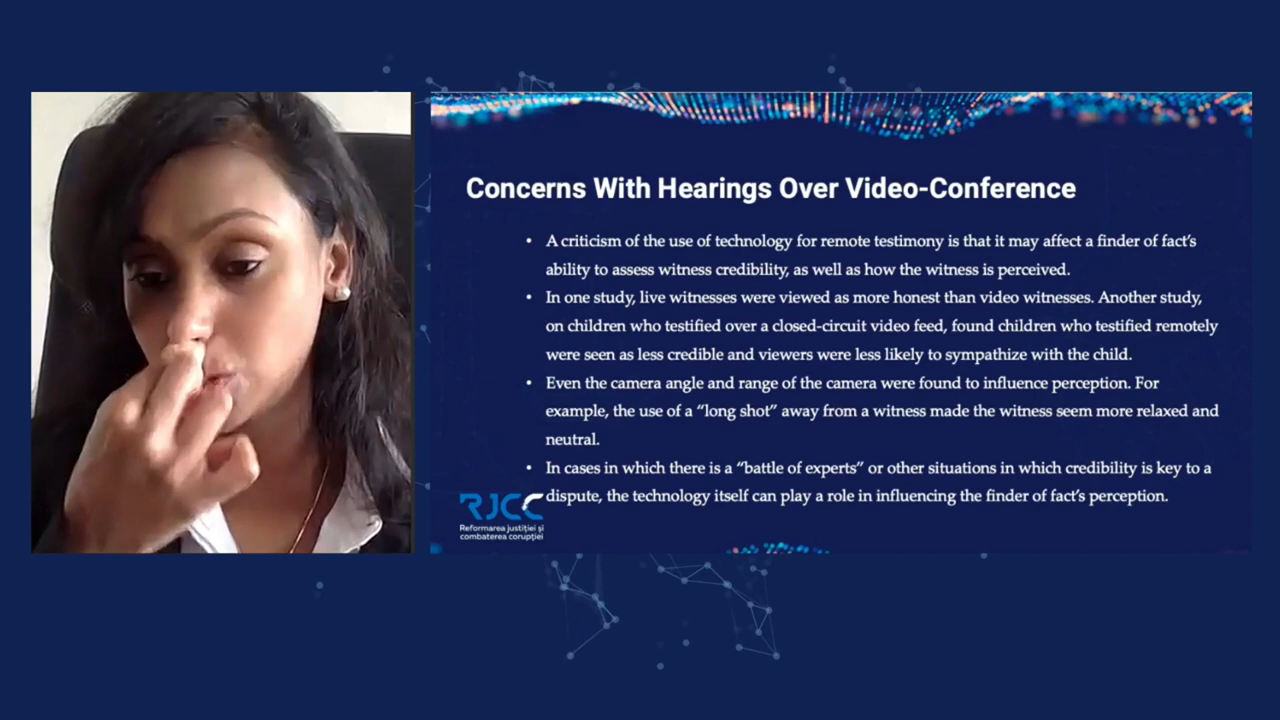 Concerns With Hearings Over Video-Conference
• A criticism of the use of technology for remote testimony is that it may affect a finder of fact's
ability to assess witness credibility, as well as how the witness is perceived.
• In one study, live witnesses were viewed as more honest than video witnesses. Another study,
on children who testified over a closed-circuit video feed, found children who testified remotely
were seen as less credible and viewers were less likely to sympathize with the child.
• Even the camera angle and range of the camera were found to influence perception. For
example, the use of a “long shot” away from a witness made the witness seem more relaxed and
neutral.
• In cases in which there is a “battle of experts” or other situations in which credibility is key to a
dispute, the technology itself can play a role in influencing the finder of fact's perception.
RJCC
Reformarea justiției și
combaterea corupției